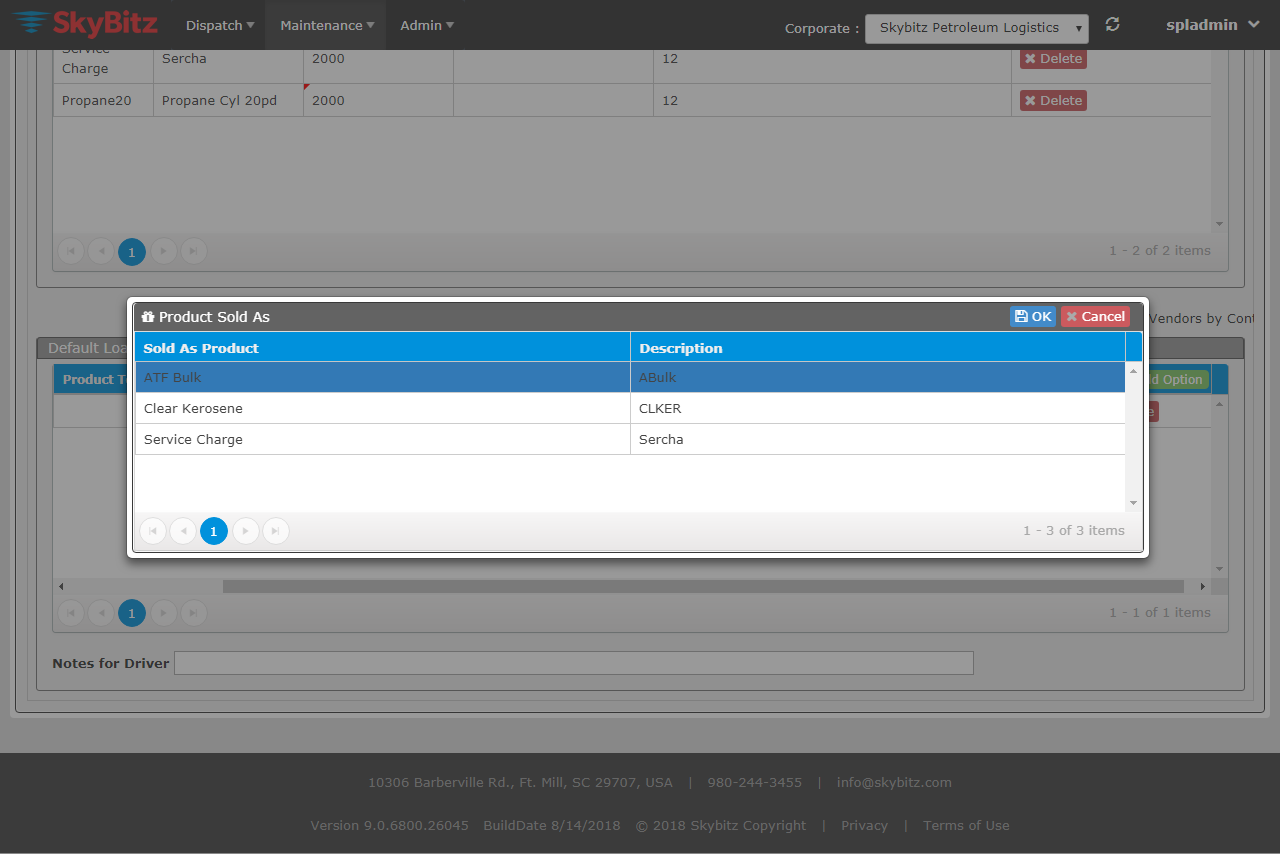 SkyBitz Dispatch Maintenance Admin Corporate : Skybitz Petroleum Logistics spladmin
Service Charge Sercha 2000 12 Delete
Propane20 Propane Cyl 20pd 2000 12 Delete
1 1 - 2 of 2 items
Vendors by Cont
Default Loa
Product T d Option
e
Product Sold As OK Cancel
Sold As Product Description
ATF Bulk ABulk
Clear Kerosene CLKER
Service Charge Sercha
1 1 - 3 of 3 items
1 1 - 1 of 1 items
Notes for Driver
10306 Barberville Rd., Ft. Mill, SC 29707, USA | 980-244-3455 | info@skybitz.com
Version 9.0.6800.26045 BuildDate 8/14/2018 © 2018 Skybitz Copyright | Privacy | Terms of Use